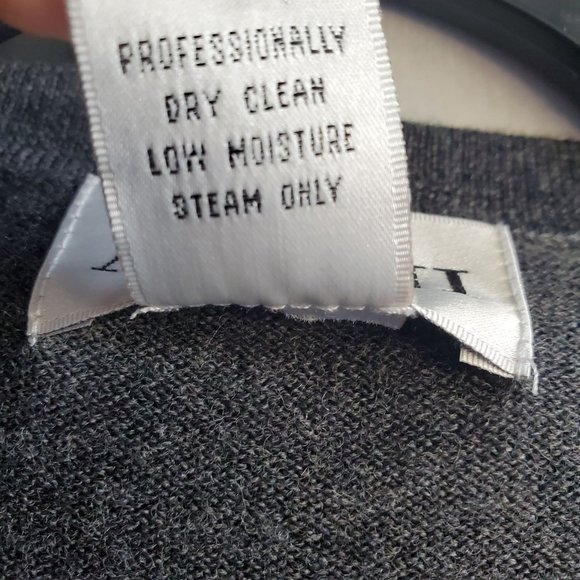 PROFESSIONALLY
DRY CLEAN
LOW MOISTURE
STEAM ONLY